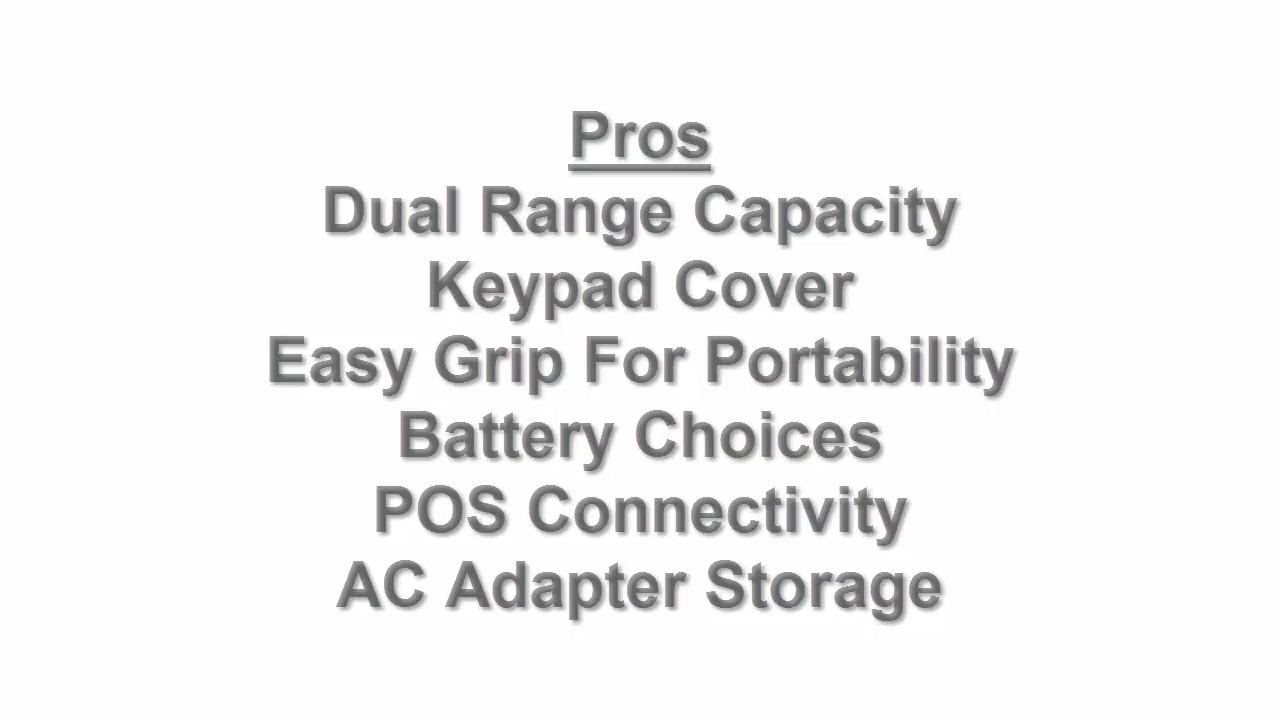 Pros
Dual Range Capacity
Keypad Cover
Easy Grip For Portability
Battery Choices
POS Connectivity
AC Adapter Storage